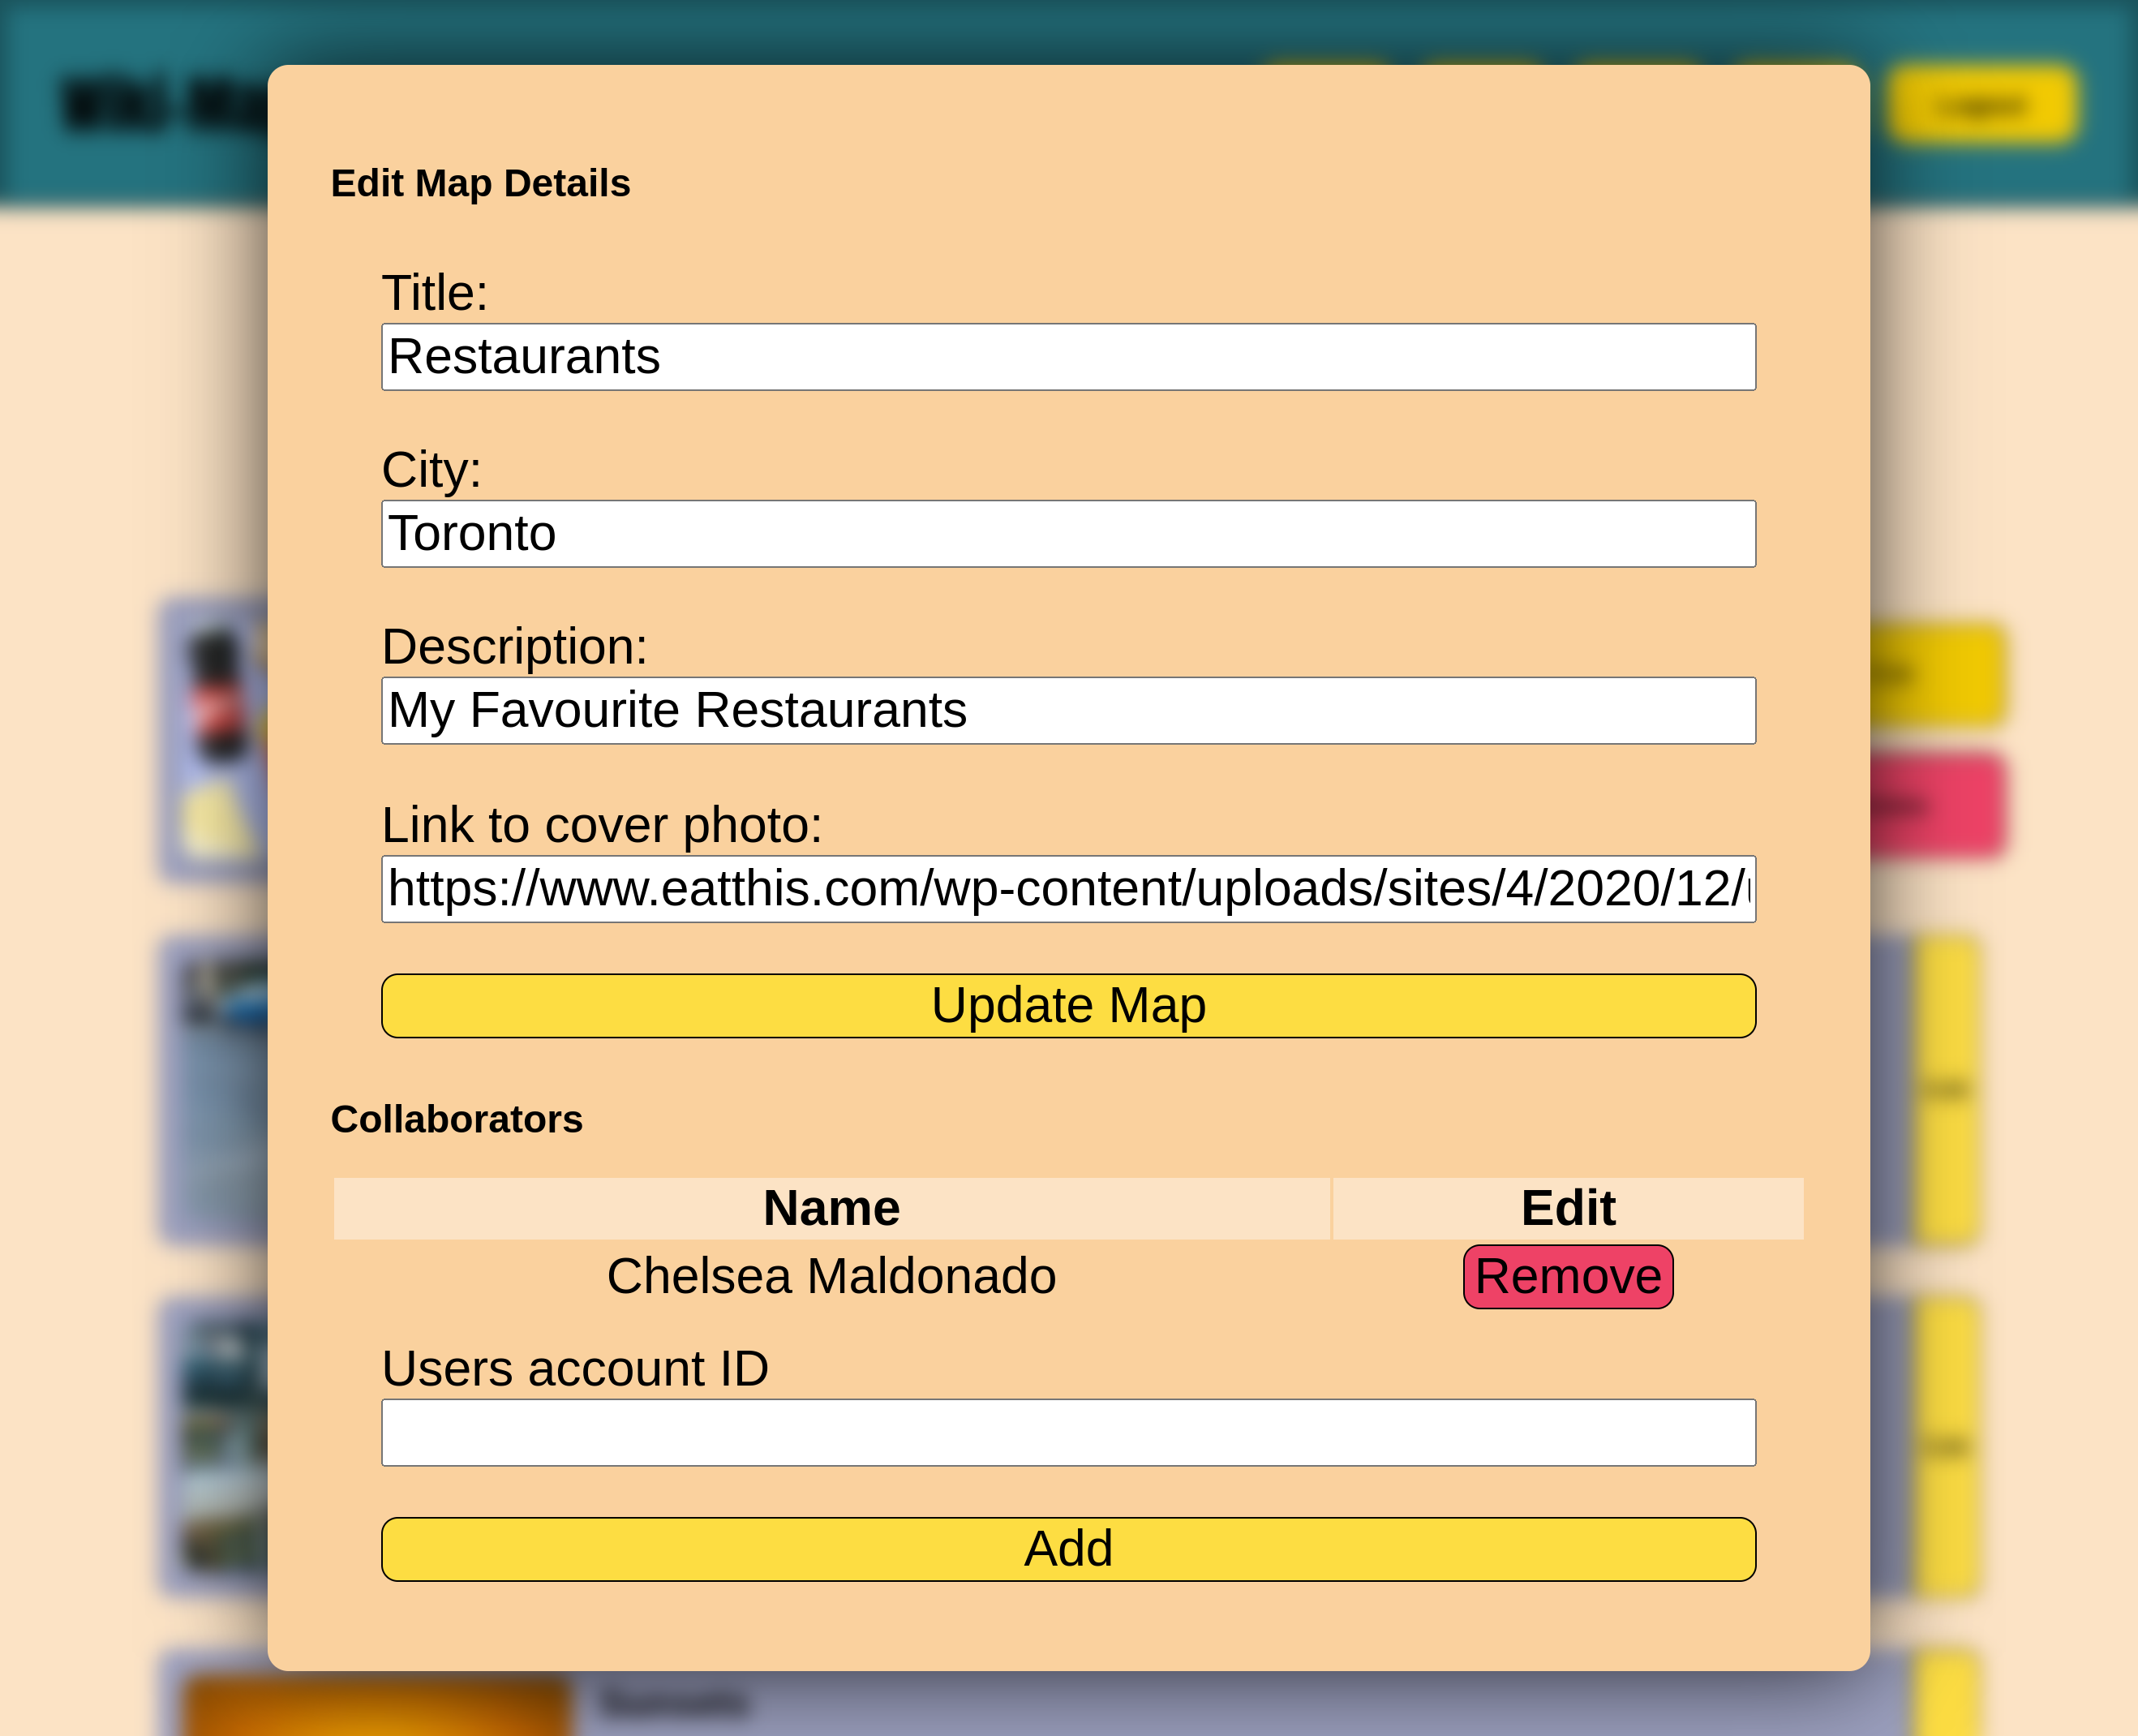 Edit Map Details
Title:
Restaurants
City:
Toronto
Description:
My Favourite Restaurants
Link to cover photo:
https://www.eatthis.com/wp-content/uploads/sites/4/2020/12/
Update Map
Collaborators
Name Edit
Chelsea Maldonado Remove
Users account ID
Add
Sunsets